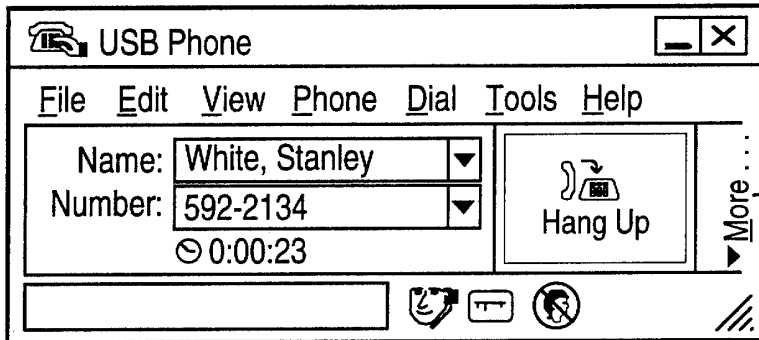 USB Phone
File Edit View Phone Dial Tools Help
Name: White, Stanley
Number: 592-2134
0:00:23
Hang Up
More...